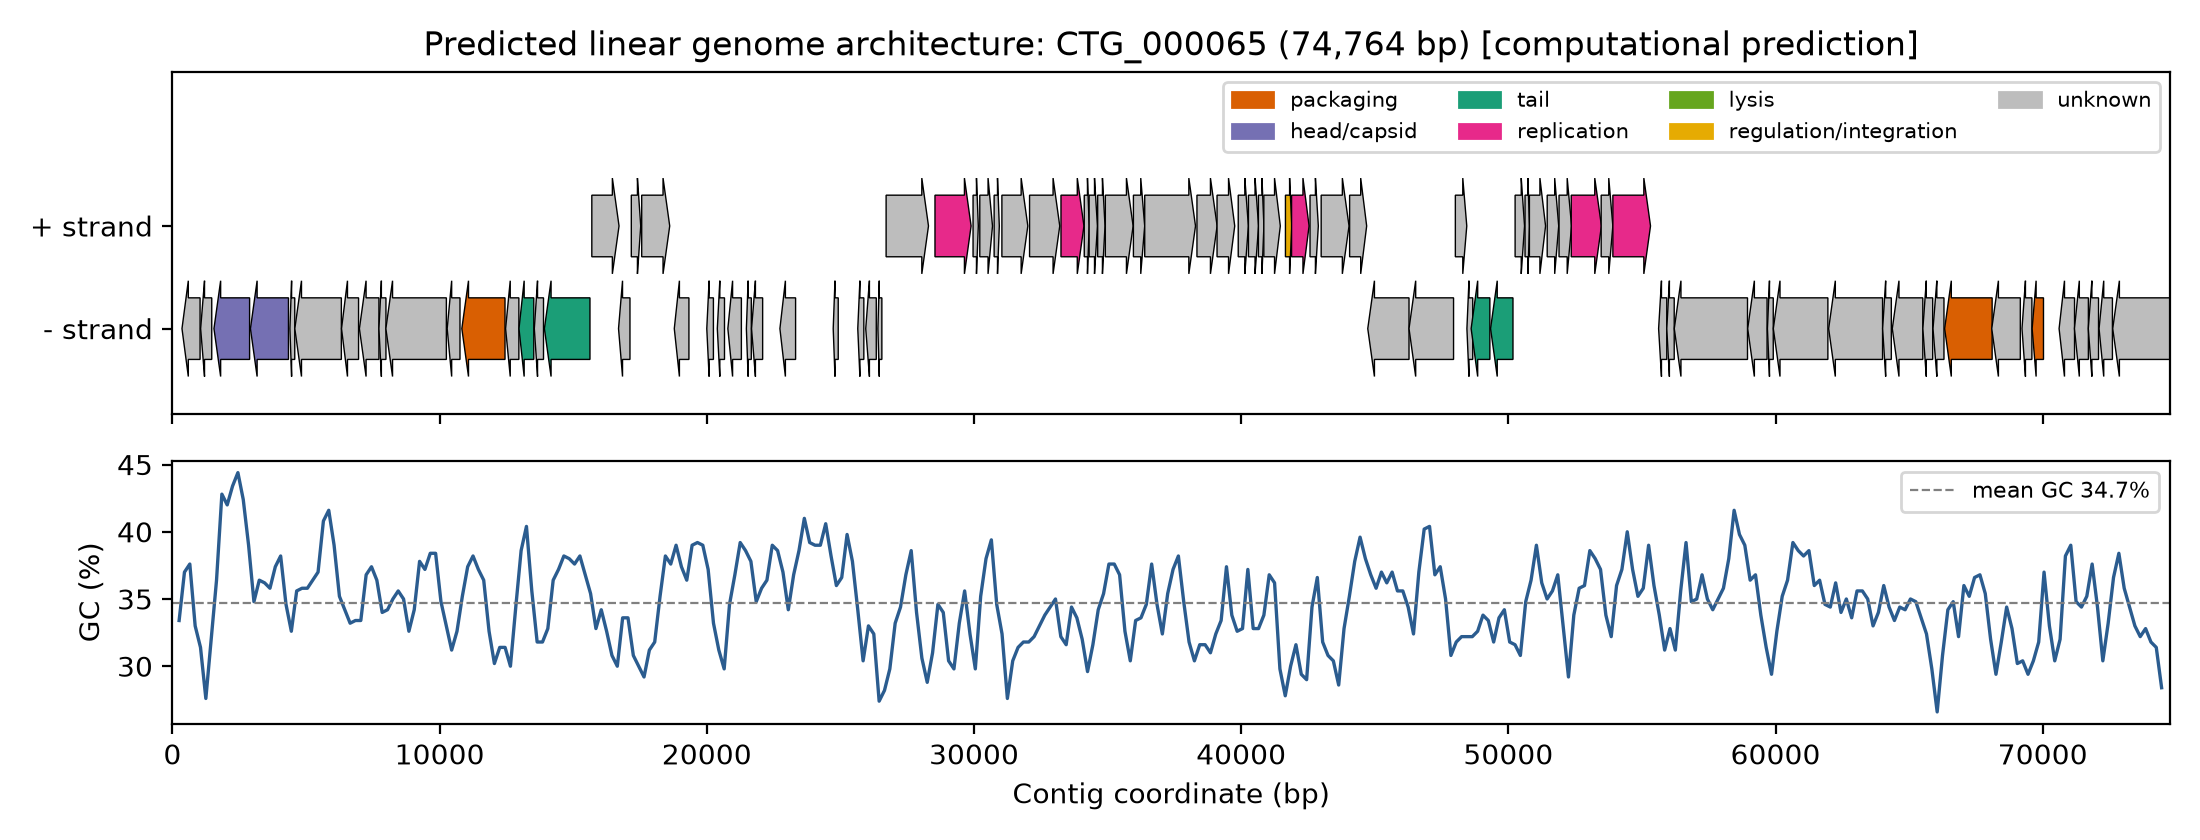 Predicted linear genome architecture: CTG_000065 (74,764 bp) [computational prediction]
packaging
tail
lysis
unknown
head/capsid
replication
regulation/integration
+ strand
- strand
45
40
35
30
GC (%)
mean GC 34.7%
0
10000
20000
30000
40000
50000
60000
70000
Contig coordinate (bp)